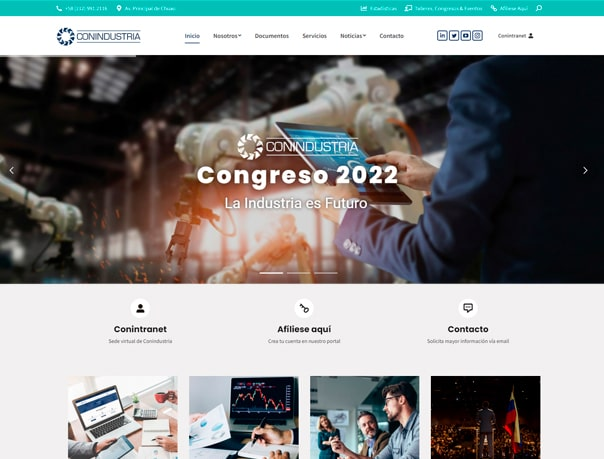 +58 (212) 991.2116 Av. Principal de Chuao Estadísticas Talleres, Congresos & Eventos Afíliese Aquí
CONINDUSTRIA Inicio Nosotros Documentos Servicios Noticias Contacto Conintranet
CONINDUSTRIA
Congreso 2022
La Industria es Futuro
Conintranet Afíliese aquí Contacto
Sede virtual de Conindustria Crea tu cuenta en nuestro portal Solicita mayor información vía email